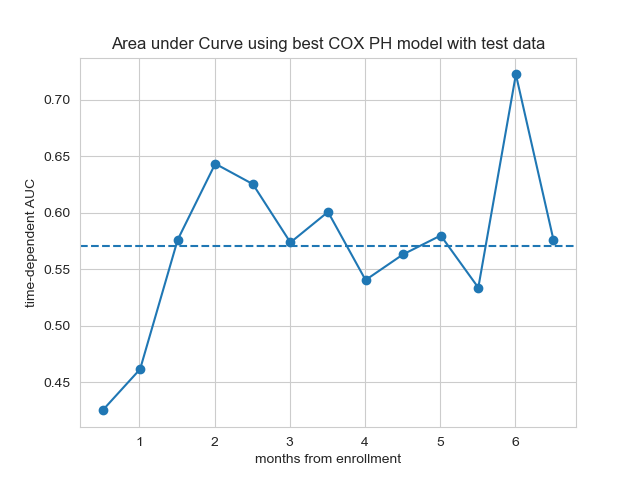 Area under Curve using best COX PH model with test data
time-dependent AUC
0.70
0.65
0.60
0.55
0.50
0.45
1 2 3 4 5 6
months from enrollment